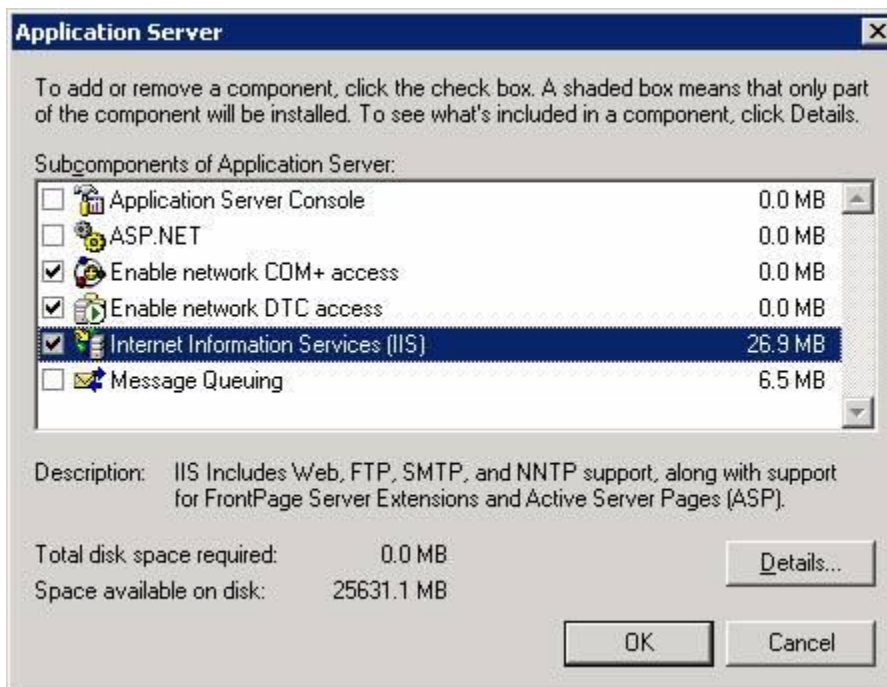 Application Server
To add or remove a component, click the check box. A shaded box means that only part
of the component will be installed. To see what's included in a component, click Details.
Subcomponents of Application Server:
Application Server Console 0.0 MB
ASP.NET 0.0 MB
Enable network COM+ access 0.0 MB
Enable network DTC access 0.0 MB
Internet Information Services (IIS) 26.9 MB
Message Queuing 6.5 MB
Description: IIS Includes Web, FTP, SMTP, and NNTP support, along with support
for FrontPage Server Extensions and Active Server Pages (ASP).
Total disk space required: 0.0 MB
Space available on disk: 25631.1 MB
Details...
OK Cancel